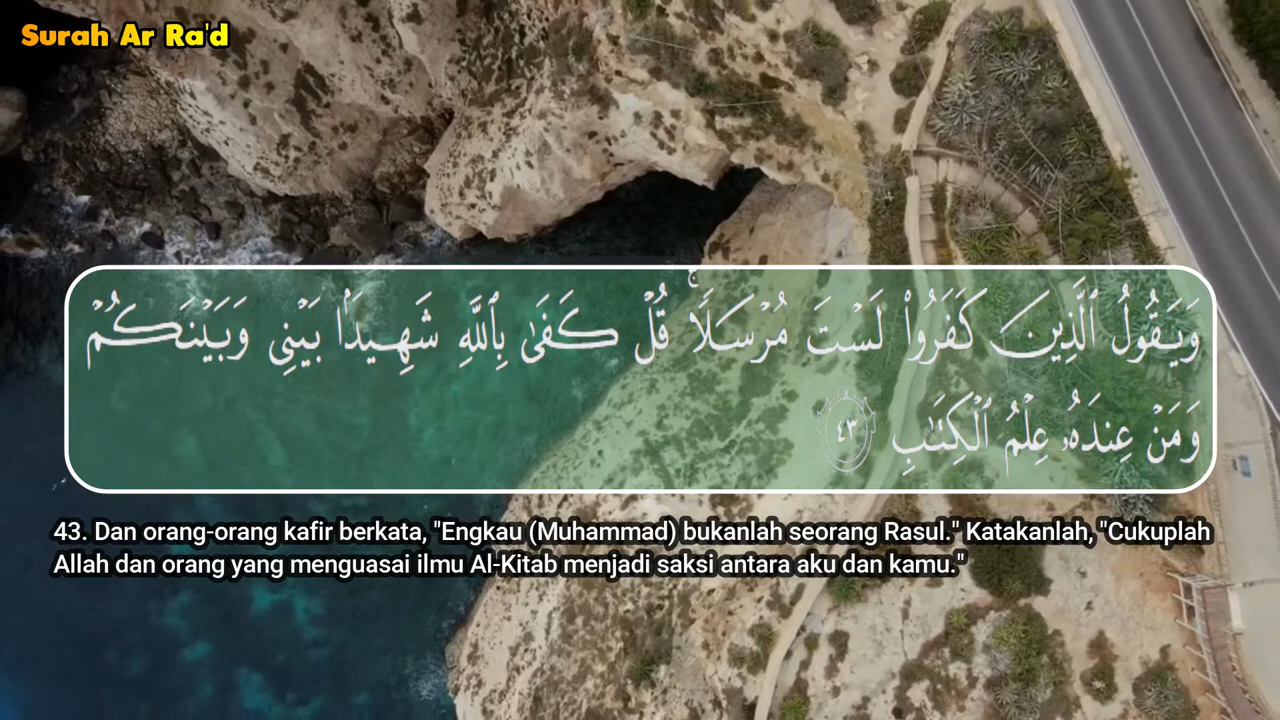 Surah Ar Ra'd
وَيَقُولُ ٱلَّذِينَ كَفَرُوا۟ لَسْتَ مُرْسَلًا ۚ قُلْ كَفَىٰ بِٱللَّهِ شَهِيدًۢا بَيْنِى وَبَيْنَكُمْ
وَمَنْ عِندَهُۥ عِلْمُ ٱلْكِتَـٰبِ ٤٣
43. Dan orang-orang kafir berkata, "Engkau (Muhammad) bukanlah seorang Rasul." Katakanlah, "Cukuplah
Allah dan orang yang menguasai ilmu Al-Kitab menjadi saksi antara aku dan kamu."